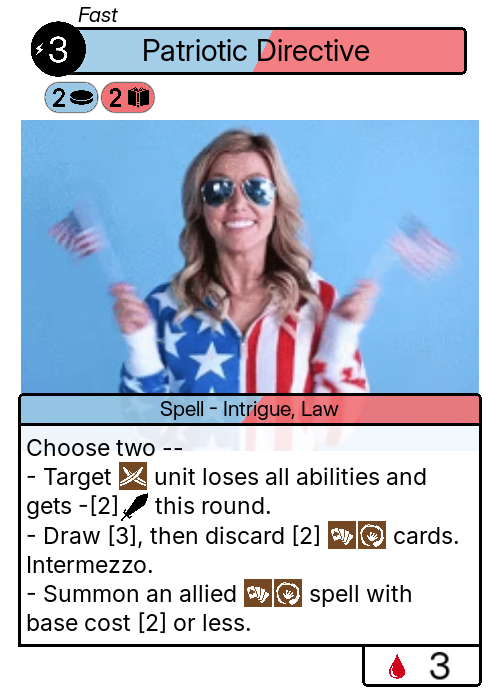 Fast
3
Patriotic Directive
2 2
Spell - Intrigue, Law
Choose two --
- Target unit loses all abilities and
gets -[2] this round.
- Draw [3], then discard [2] cards.
Intermezzo.
- Summon an allied spell with
base cost [2] or less.
3